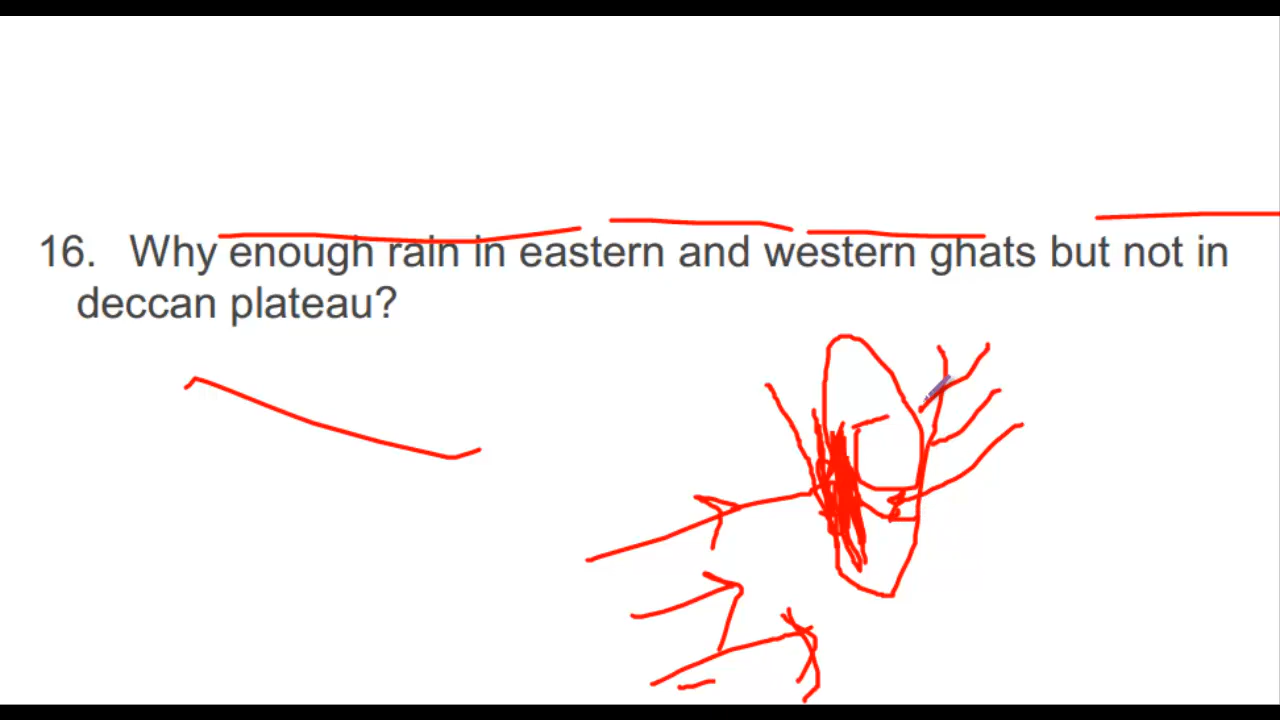 16. Why enough rain in eastern and western ghats but not in
deccan plateau?